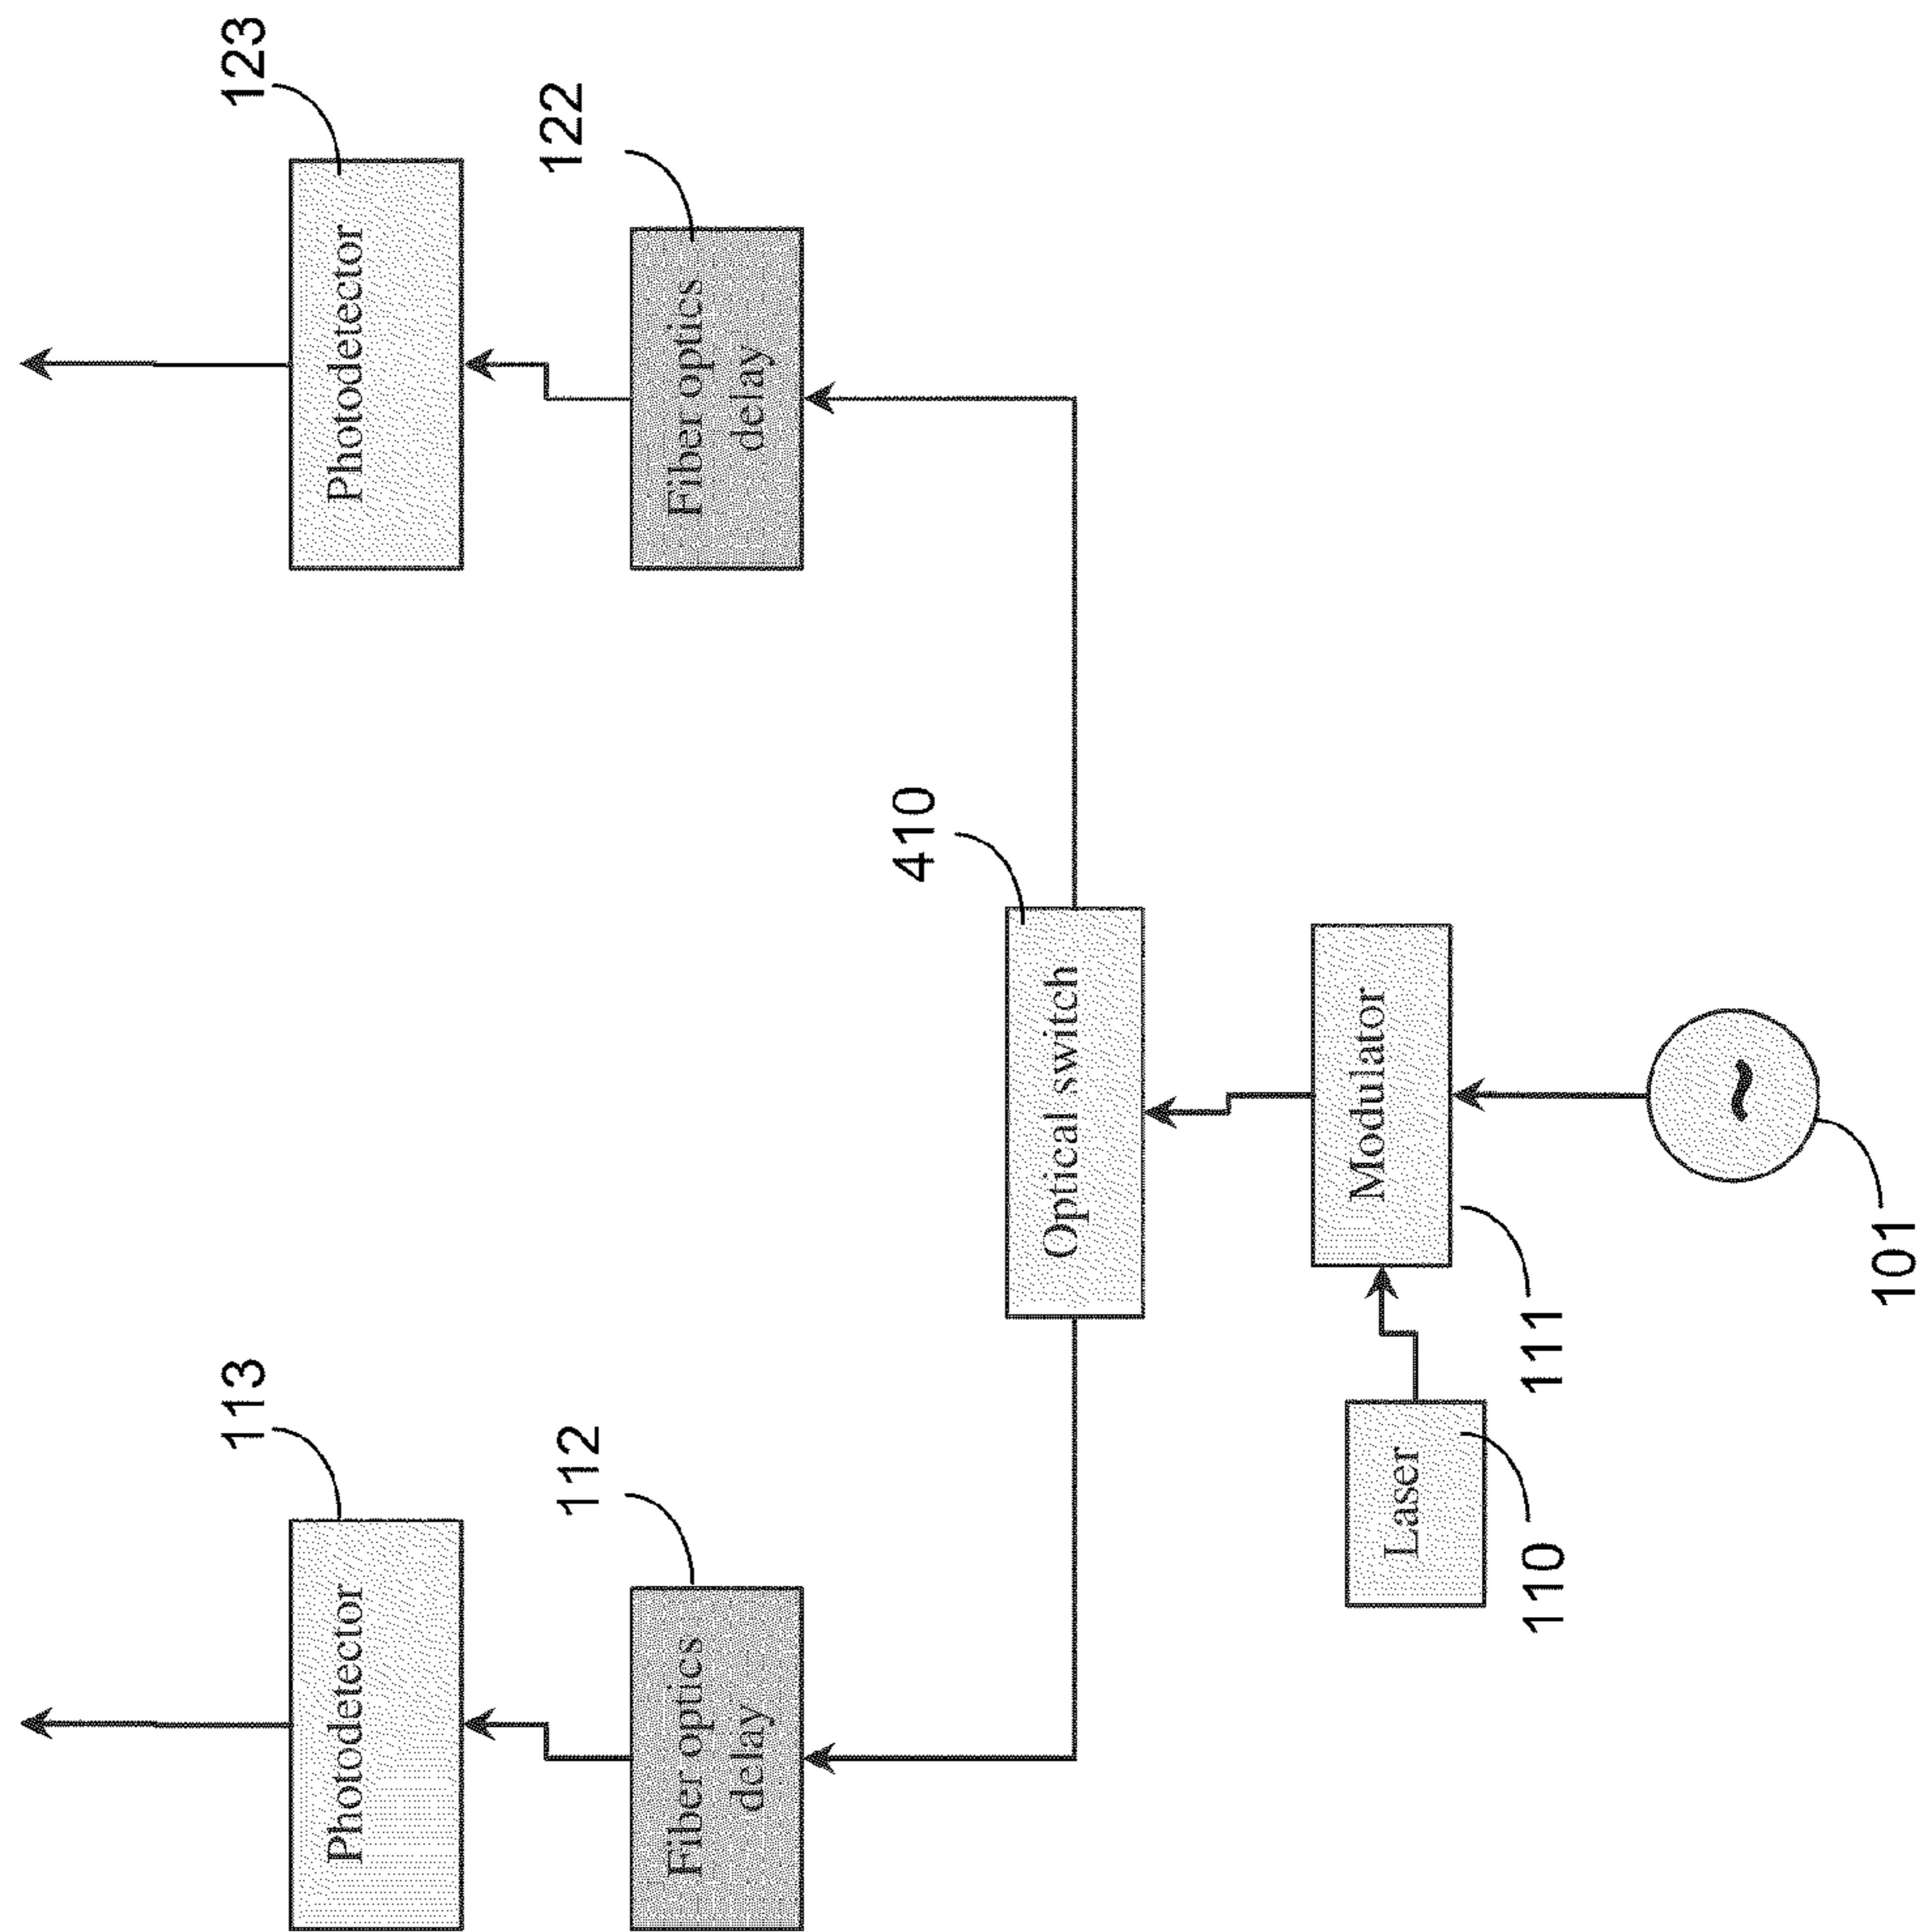 123
Photodetector
122
Fiber optics
delay
410
Optical switch
Modulator
111
~
101
Laser
110
113
Photodetector
112
Fiber optics
delay